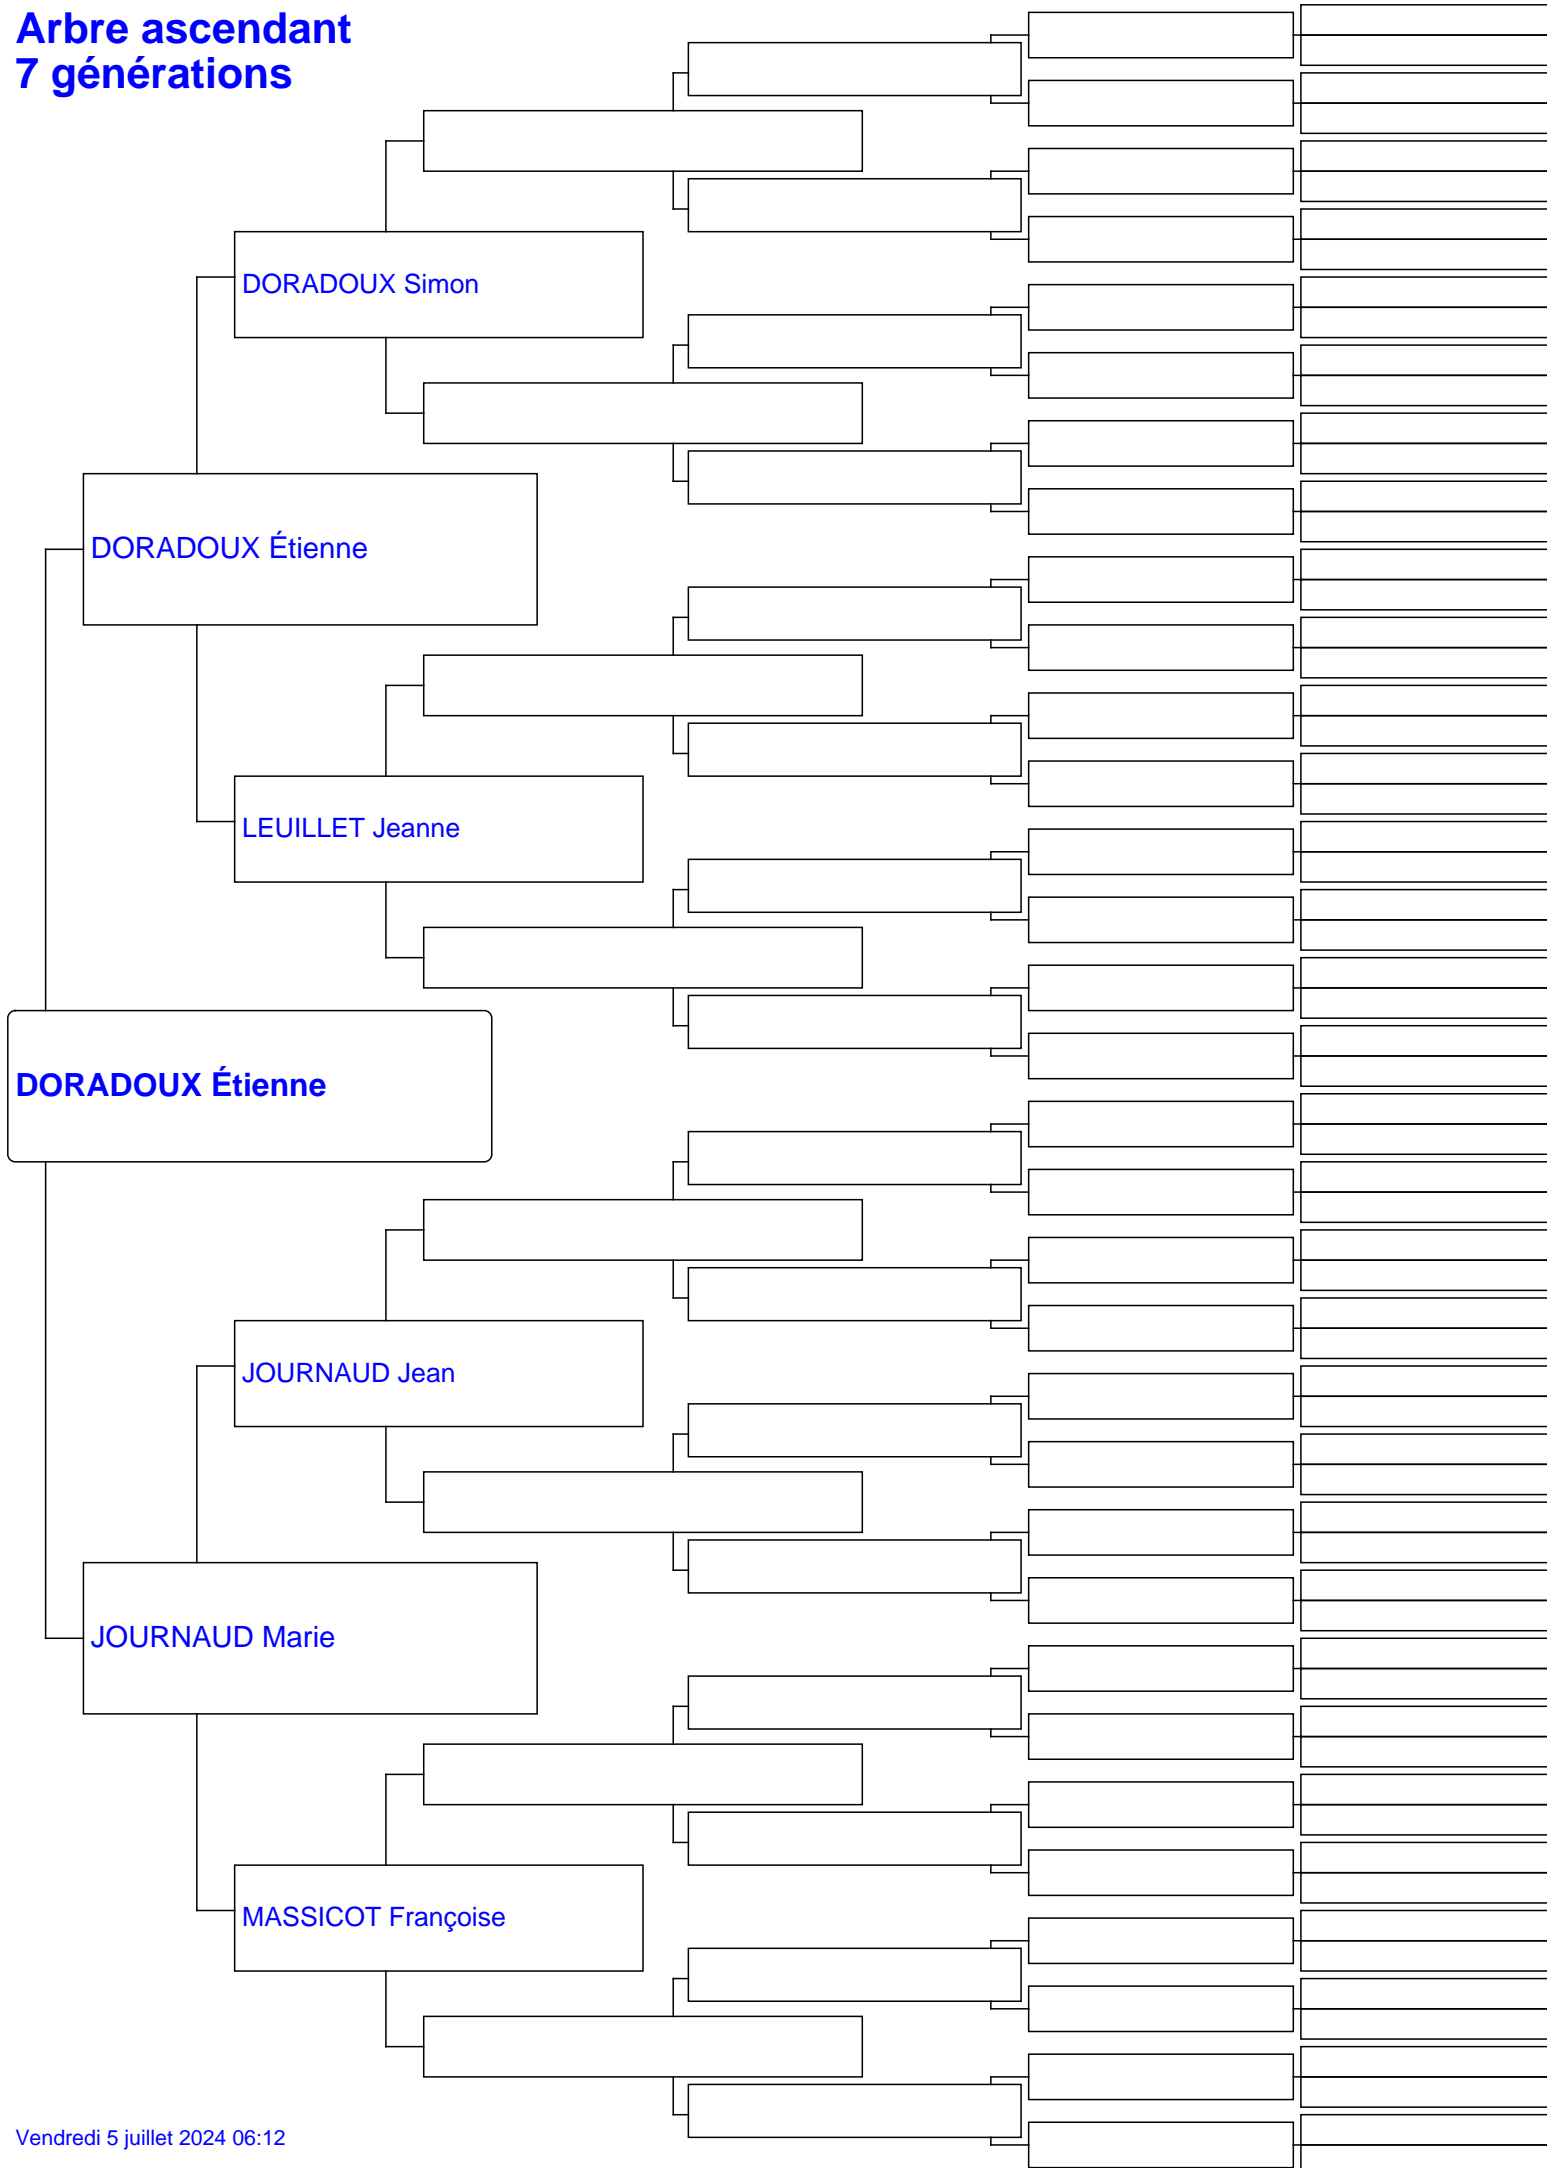 Arbre ascendant
7 générations
DORADOUX Simon
DORADOUX Étienne
LEUILLET Jeanne
DORADOUX Étienne
JOURNAUD Jean
JOURNAUD Marie
MASSICOT Françoise
Vendredi 5 juillet 2024 06:12